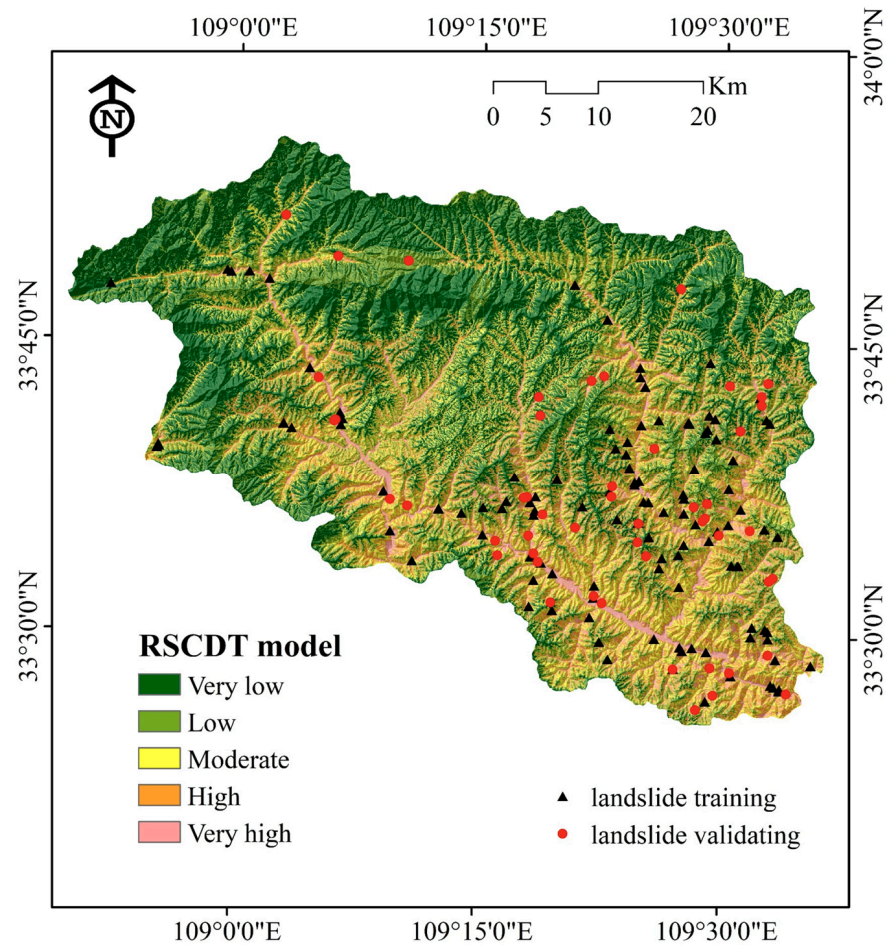 109°0'0"E 109°15'0"E 109°30'0"E
34°0'0"N
N
Km
0 5 10 20
33°45'0"N 33°45'0"N
33°30'0"N 33°30'0"N
RSCDT model
Very low
Low
Moderate
High
Very high
landslide training
landslide validating
109°0'0"E 109°15'0"E 109°30'0"E